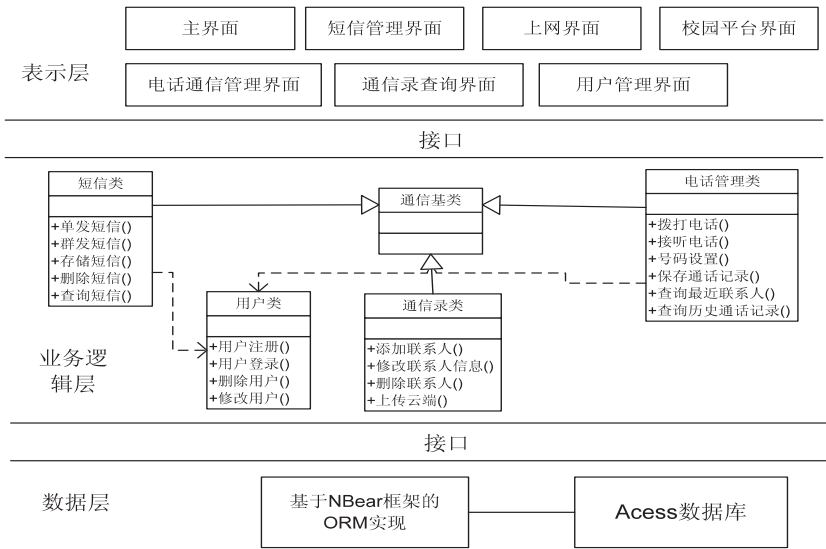 主界面
短信管理界面
上网界面
校园平台界面
表示层
电话通信管理界面
通信录查询界面
用户管理界面
接口
短信类
+单发短信()
+群发短信()
+存储短信()
+删除短信()
+查询短信()
通信基类
电话管理类
+拨打电话()
+接听电话()
+号码设置()
+保存通话记录()
+查询最近联系人()
+查询历史通话记录()
用户类
+用户注册()
+用户登录()
+删除用户()
+修改用户()
通信录类
+添加联系人()
+修改联系人信息()
+删除联系人()
+上传云端()
业务逻
辑层
接口
数据层
基于NBear框架的
ORM实现
Acess数据库